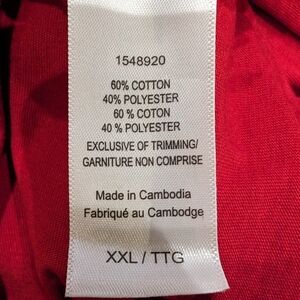 1548920
60% COTTON
40% POLYESTER
60 % COTON
40 % POLYESTER
EXCLUSIVE OF TRIMMING/
GARNITURE NON COMPRISE
Made in Cambodia
Fabriqué au Cambodge
XXL / TTG